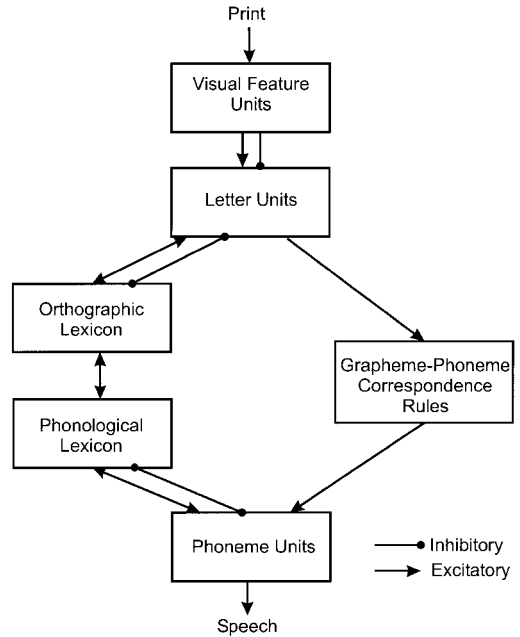 Print
Visual Feature
Units
Letter Units
Orthographic
Lexicon
Grapheme-Phoneme
Correspondence
Rules
Phonological
Lexicon
Phoneme Units
Inhibitory
Excitatory
Speech